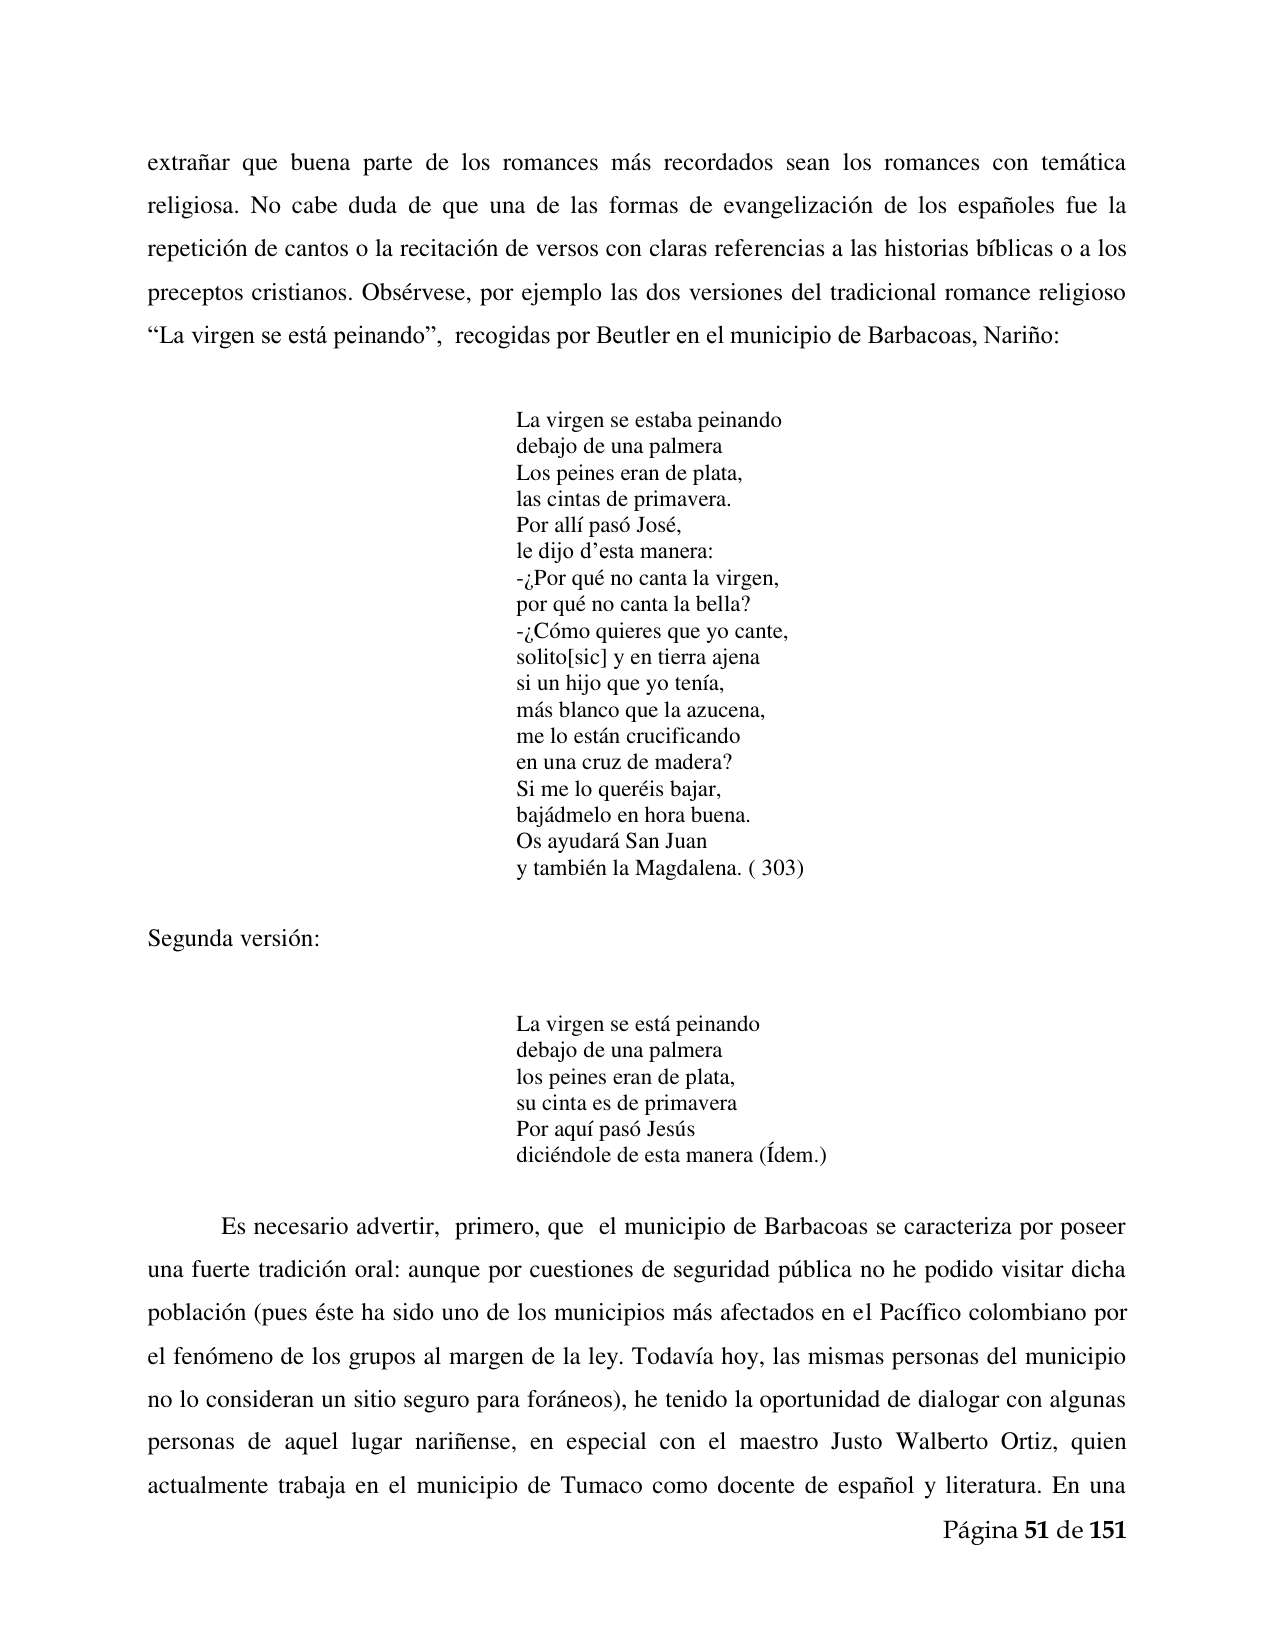 extrañar que buena parte de los romances más recordados sean los romances con temática
religiosa. No cabe duda de que una de las formas de evangelización de los españoles fue la
repetición de cantos o la recitación de versos con claras referencias a las historias bíblicas o a los
preceptos cristianos. Obsérvese, por ejemplo las dos versiones del tradicional romance religioso
“La virgen se está peinando”,  recogidas por Beutler en el municipio de Barbacoas, Nariño:
La virgen se estaba peinando
debajo de una palmera
Los peines eran de plata,
las cintas de primavera.
Por allí pasó José,
le dijo d’esta manera:
-¿Por qué no canta la virgen,
por qué no canta la bella?
-¿Cómo quieres que yo cante,
solito[sic] y en tierra ajena
si un hijo que yo tenía,
más blanco que la azucena,
me lo están crucificando
en una cruz de madera?
Si me lo queréis bajar,
bajádmelo en hora buena.
Os ayudará San Juan
y también la Magdalena. ( 303)
Segunda versión:
La virgen se está peinando
debajo de una palmera
los peines eran de plata,
su cinta es de primavera
Por aquí pasó Jesús
diciéndole de esta manera (Ídem.)
Es necesario advertir,  primero, que  el municipio de Barbacoas se caracteriza por poseer
una fuerte tradición oral: aunque por cuestiones de seguridad pública no he podido visitar dicha
población (pues éste ha sido uno de los municipios más afectados en el Pacífico colombiano por
el fenómeno de los grupos al margen de la ley. Todavía hoy, las mismas personas del municipio
no lo consideran un sitio seguro para foráneos), he tenido la oportunidad de dialogar con algunas
personas de aquel lugar nariñense, en especial con el maestro Justo Walberto Ortiz, quien
actualmente trabaja en el municipio de Tumaco como docente de español y literatura. En una
Página 51 de 151